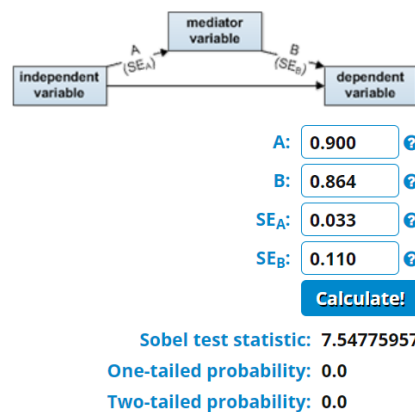 mediator
variable
A
(SEA)
B
(SEB)
independent
variable
dependent
variable
A: 0.900 ?
B: 0.864 ?
SEA: 0.033 ?
SEB: 0.110 ?
Calculate!
Sobel test statistic: 7.54775957
One-tailed probability: 0.0
Two-tailed probability: 0.0